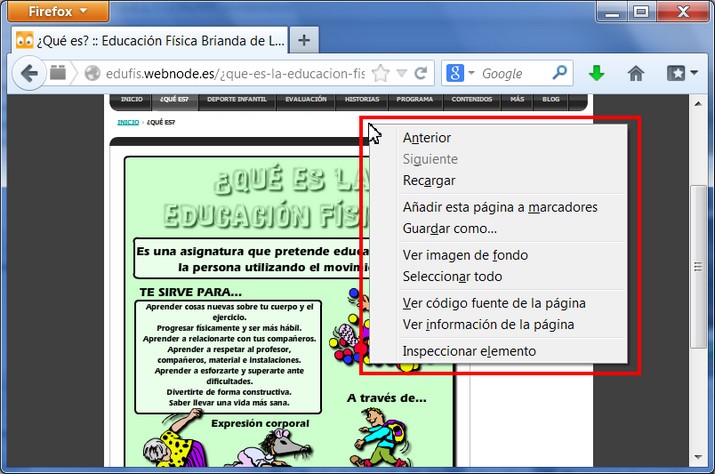 Firefox
¿Qué es? :: Educación Física Brianda de L...
edufis.webnode.es/¿que-es-la-educacion-fis
Google
INICIO ¿QUÉ ES? DEPORTE INFANTIL EVALUACIÓN HISTORIAS PROGRAMA CONTENIDOS MÁS BLOG
INICIO > ¿QUÉ ES?
¿QUÉ ES LA
EDUCACIÓN FÍSI
Es una asignatura que pretende educa
la persona utilizando el movimie
TE SIRVE PARA...
Aprender cosas nuevas sobre tu cuerpo y el
ejercicio.
Progresar físicamente y ser más hábil.
Aprender a relacionarte con tus compañeros.
Aprender a respetar al profesor,
compañeros, material e instalaciones.
Aprender a esforzarte y superarte ante
dificultades.
Divertirte de forma constructiva.
Saber llevar una vida más sana.
A través de...
Expresión corporal
Anterior
Siguiente
Recargar
Añadir esta página a marcadores
Guardar como...
Ver imagen de fondo
Seleccionar todo
Ver código fuente de la página
Ver información de la página
Inspeccionar elemento